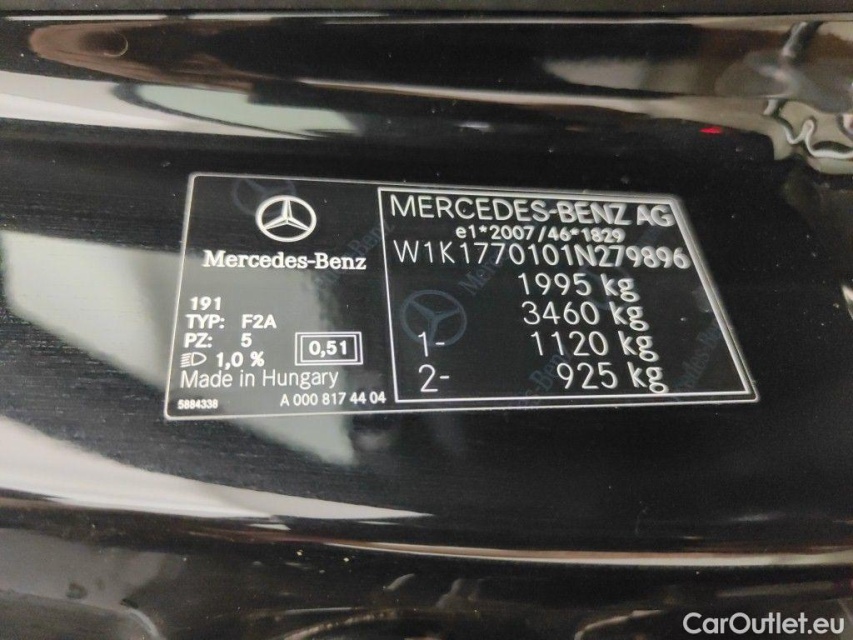 Mercedes-Benz
191
TYP: F2A
PZ: 5
1,0 %
0,51
Made in Hungary
5884338
A 000 817 44 04
MERCEDES-BENZ AG
e1*2007/46*1829
W1K1770101N279896
1995 kg
3460 kg
1- 1120 kg
2- 925 kg
CarOutlet.eu